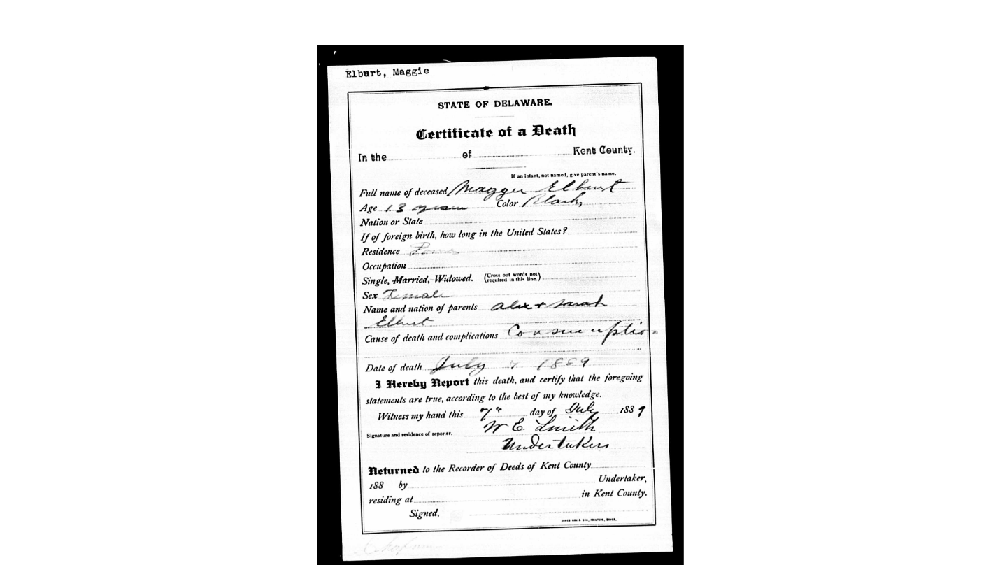 Elburt, Maggie
STATE OF DELAWARE.
Certificate of a Death
In the of Kent County.
If an infant, not named, give parent's name.
Full name of deceased Maggie Elburt
Age 13 years Color Black
Nation or State
If of foreign birth, how long in the United States?
Residence
Occupation
Single, Married, Widowed. (Cross out words not required in this line.)
Sex Female
Name and nation of parents Alex + Sarah
Elburt
Cause of death and complications Consumption
Date of death July 7 1889
I Hereby Report this death, and certify that the foregoing
statements are true, according to the best of my knowledge.
Witness my hand this 7" day of July 1889
Signature and residence of reporter. W E Smith
Undertakers
Returned to the Recorder of Deeds of Kent County
188 by Undertaker,
residing at in Kent County.
Signed,
JAMES KIRK & SON, PRINTERS, DOVER.